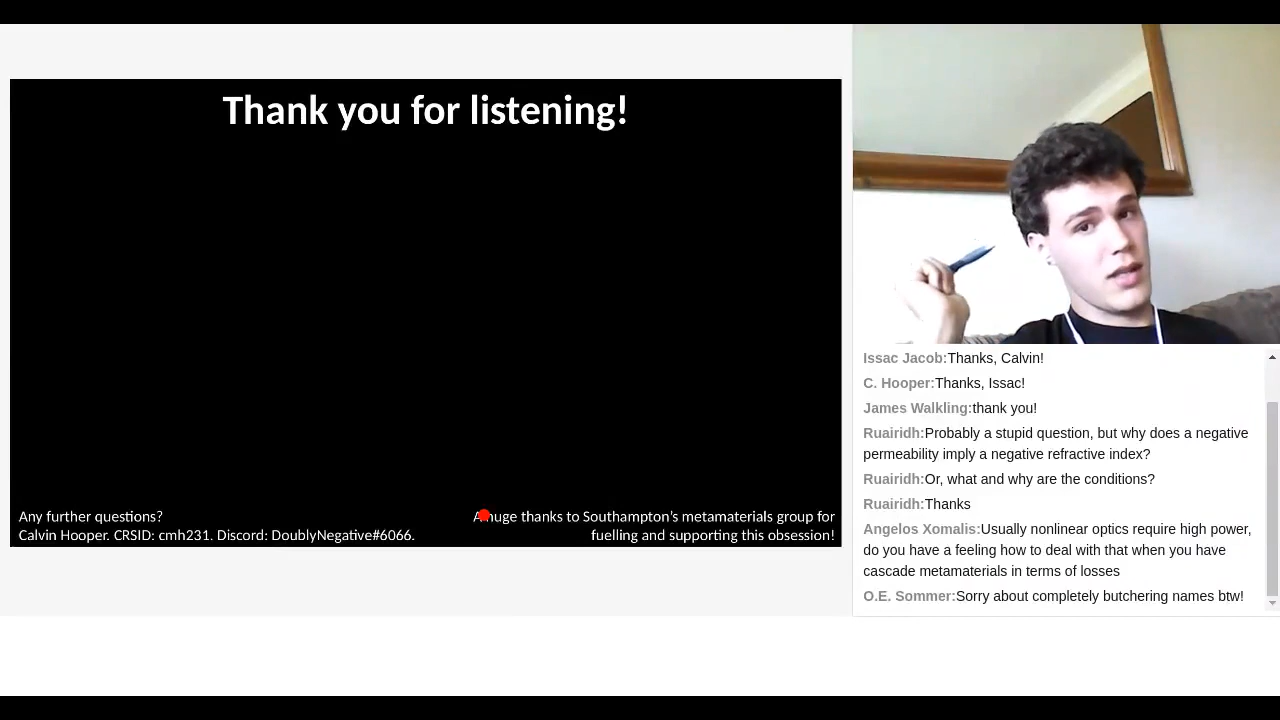 Thank you for listening!
Any further questions?
Calvin Hooper. CRSID: cmh231. Discord: DoublyNegative#6066.
A huge thanks to Southampton's metamaterials group for
fuelling and supporting this obsession!
Issac Jacob:Thanks, Calvin!
C. Hooper:Thanks, Issac!
James Walkling:thank you!
Ruairidh:Probably a stupid question, but why does a negative
permeability imply a negative refractive index?
Ruairidh:Or, what and why are the conditions?
Ruairidh:Thanks
Angelos Xomalis:Usually nonlinear optics require high power,
do you have a feeling how to deal with that when you have
cascade metamaterials in terms of losses
O.E. Sommer:Sorry about completely butchering names btw!